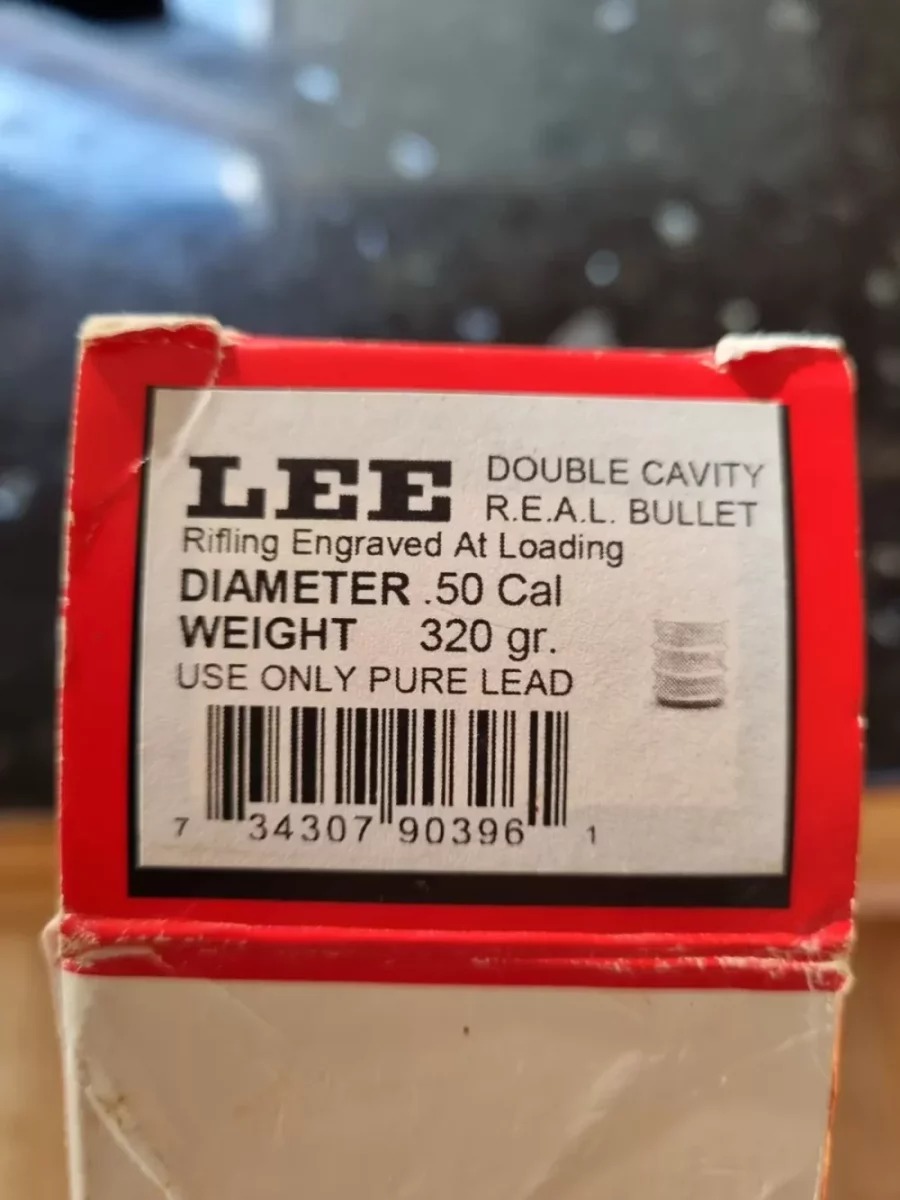 LEE
DOUBLE CAVITY
R.E.A.L. BULLET
Rifling Engraved At Loading
DIAMETER .50 Cal
WEIGHT 320 gr.
USE ONLY PURE LEAD
7 34307 90396 1